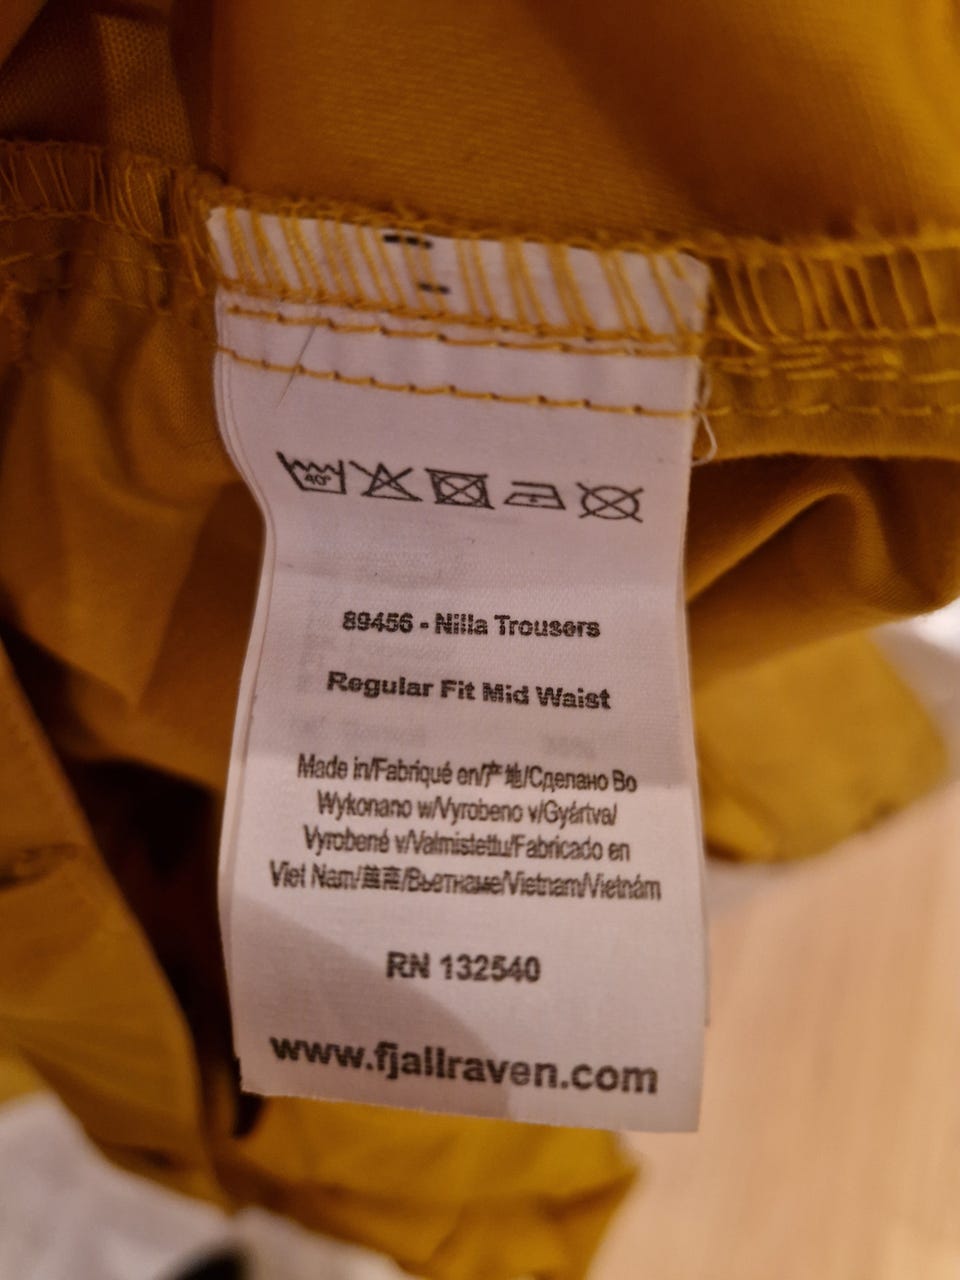 40°
89456 - Nilla Trousers
Regular Fit Mid Waist
Made in/Fabriqué en/产地/Сделано Во
Wykonano w/Vyrobeno v/Gyártva/
Vyrobené v/Valmistettu/Fabricado en
Viet Nam/越南/Вьетнаме/Vietnam/Vietnám
RN 132540
www.fjallraven.com